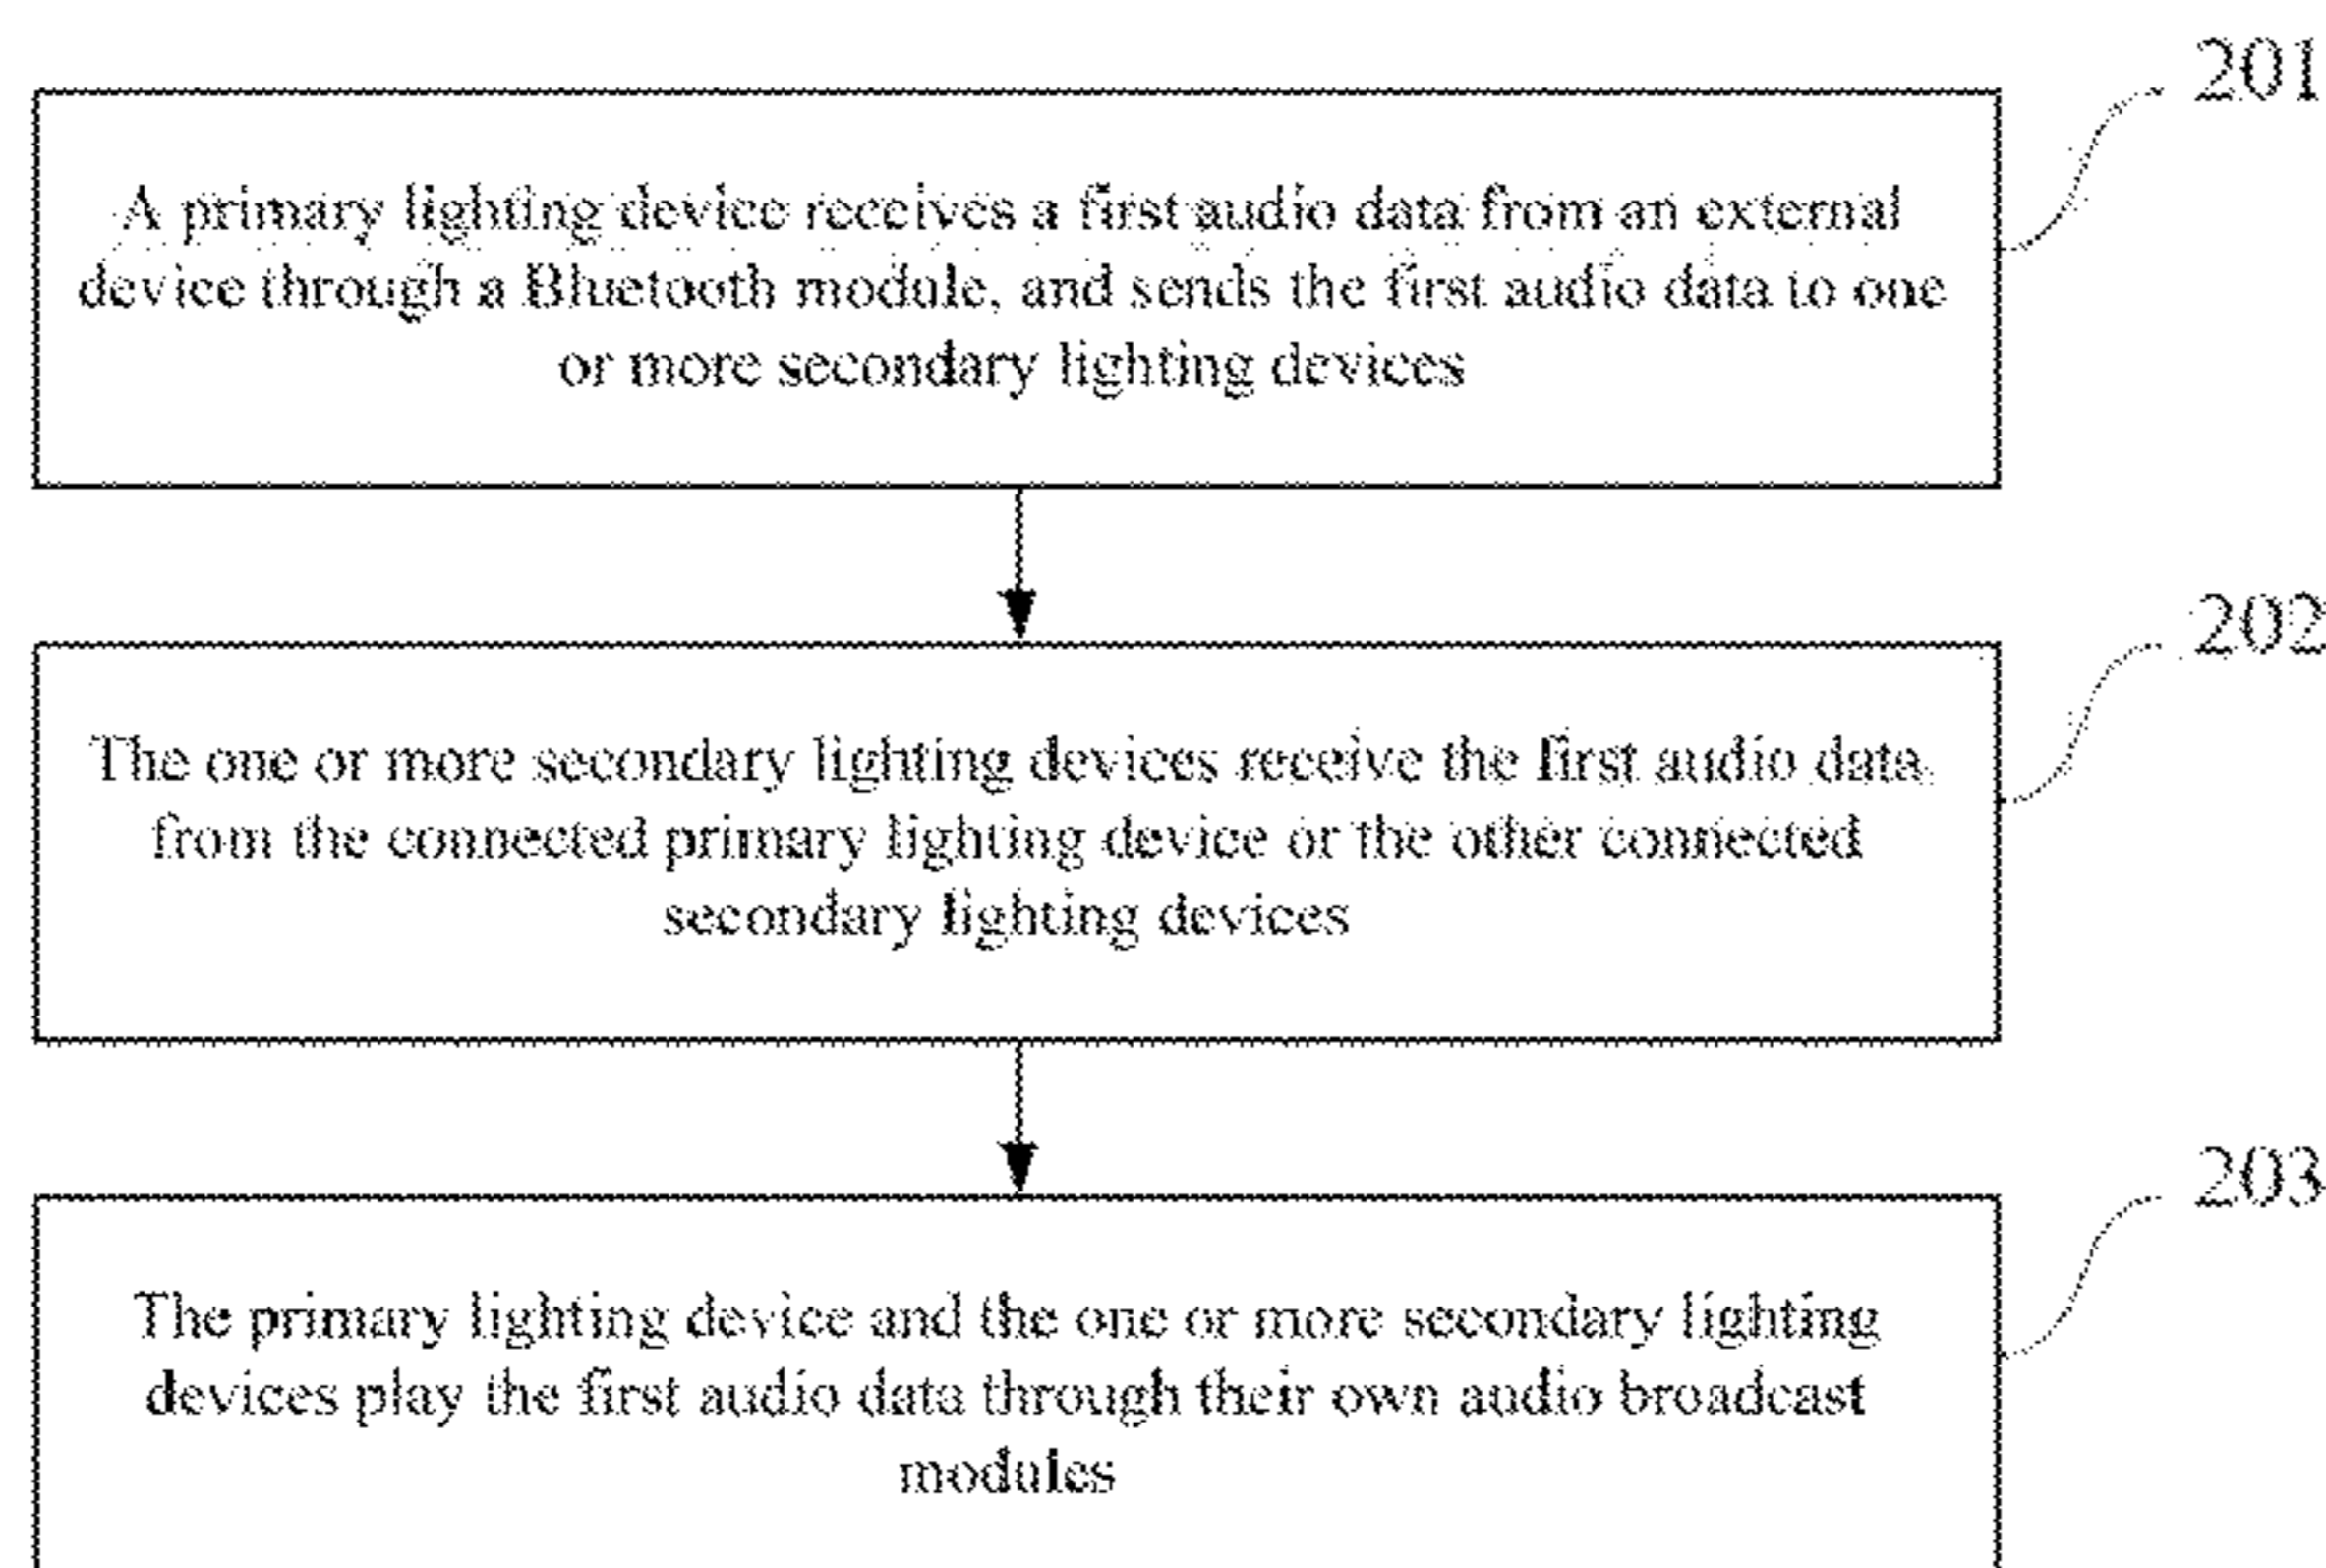 201
A primary lighting device receives a first audio data from an external
device through a Bluetooth module, and sends the first audio data to one
or more secondary lighting devices
202
The one or more secondary lighting devices receive the first audio data,
from the connected primary lighting device or the other connected
secondary lighting devices
203
The primary lighting device and the one or more secondary lighting
devices play the first audio data through their own audio broadcast
modules